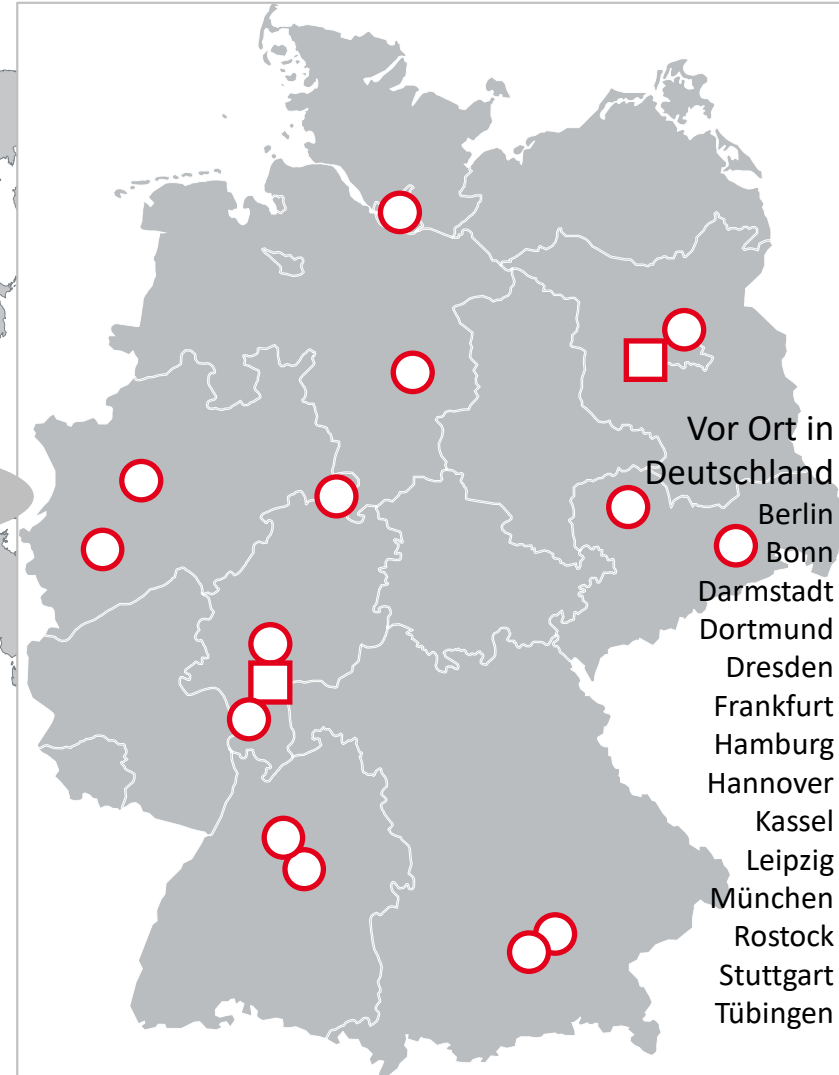 Vor Ort in
Deutschland
Berlin
Bonn
Darmstadt
Dortmund
Dresden
Frankfurt
Hamburg
Hannover
Kassel
Leipzig
München
Rostock
Stuttgart
Tübingen